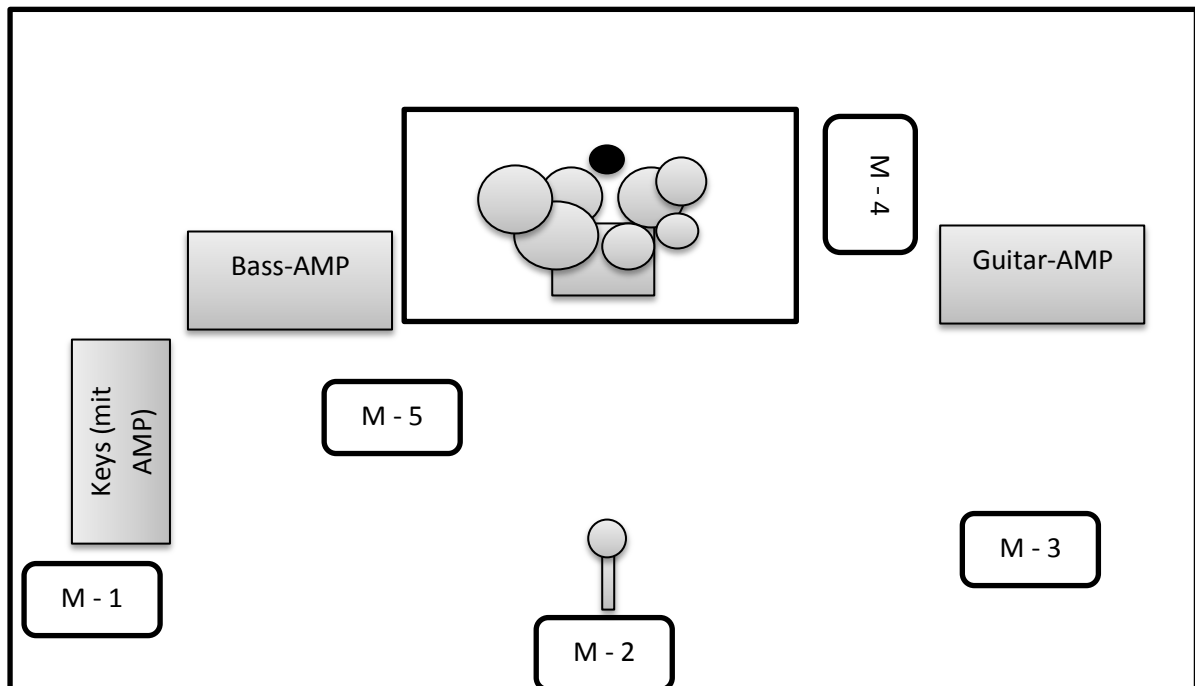 M - 4
Bass-AMP
Guitar-AMP
Keys (mit
AMP)
M - 5
M - 3
M - 1
M - 2